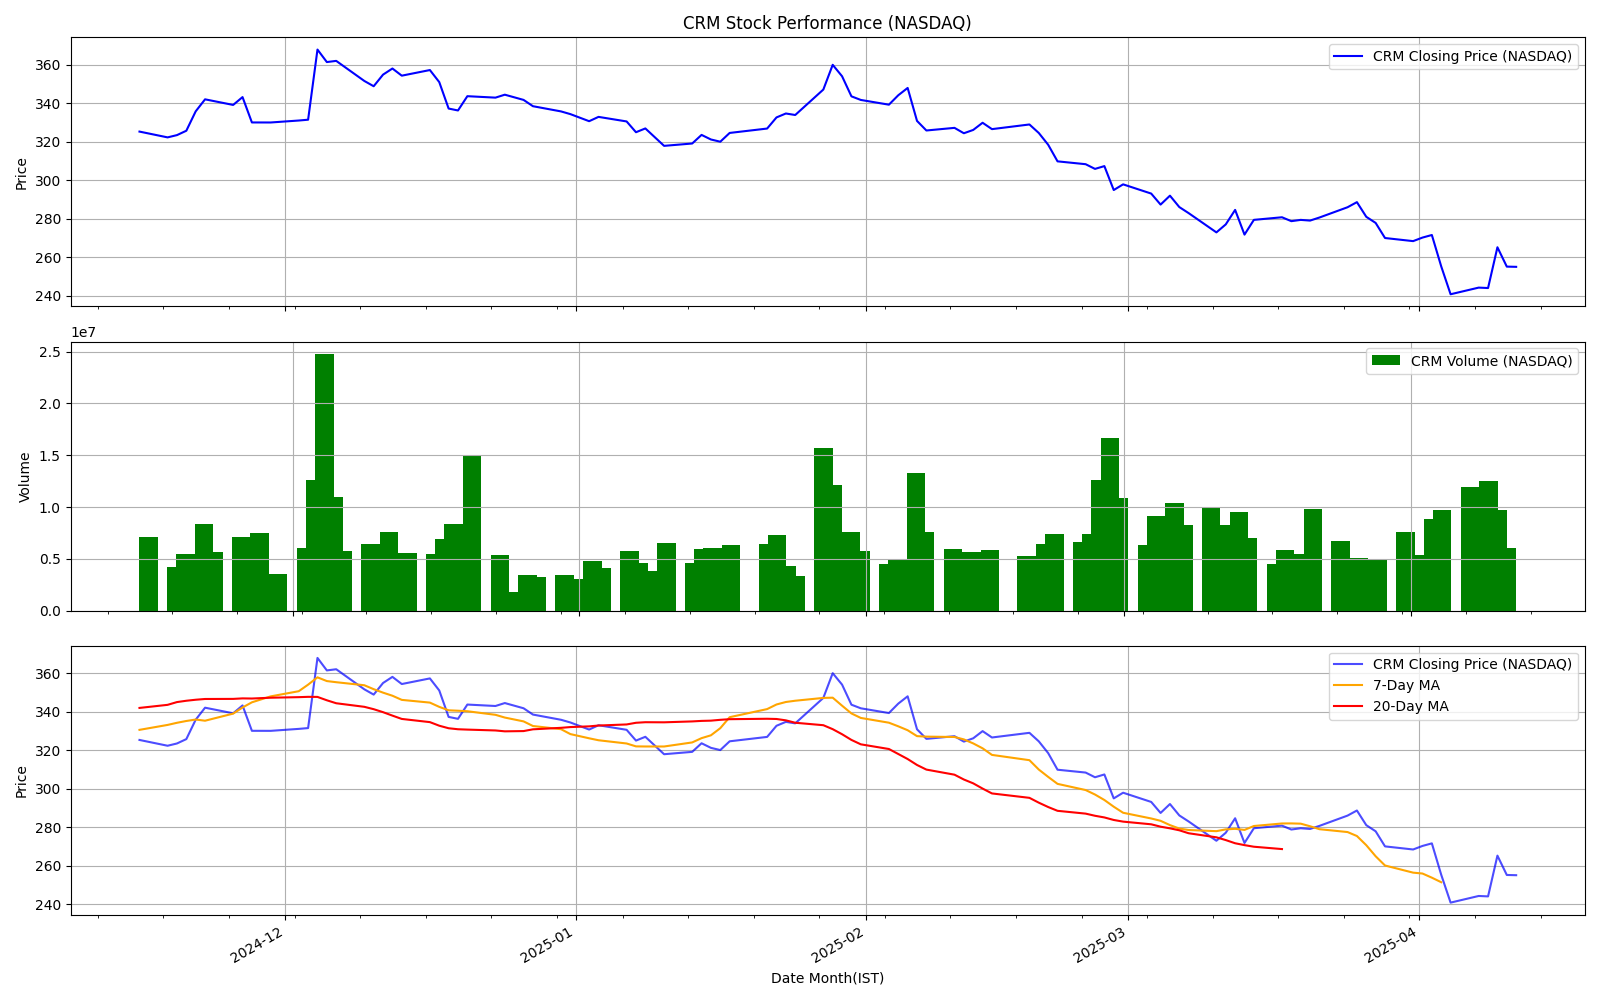 CRM Stock Performance (NASDAQ)
CRM Closing Price (NASDAQ)
360
340
320
300
280
260
240
Price
1e7
CRM Volume (NASDAQ)
2.5
2.0
1.5
1.0
0.5
0.0
Volume
CRM Closing Price (NASDAQ)
7-Day MA
20-Day MA
360
340
320
300
280
260
240
Price
2024-12
2025-01
2025-02
2025-03
2025-04
Date Month(IST)